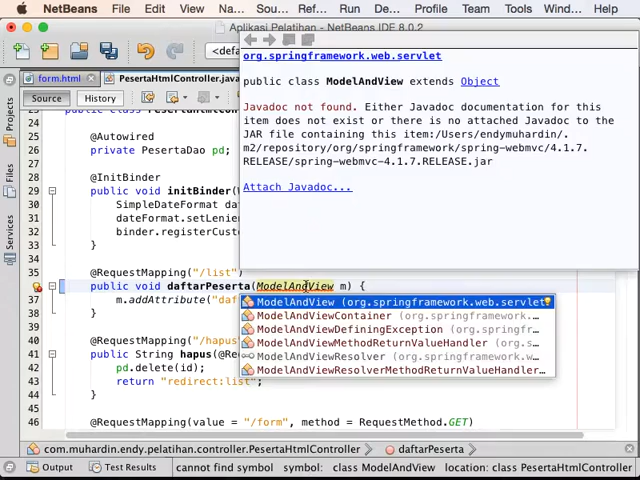 NetBeans File Edit View Na... Sou... Ref... Run D... Team Tools Wind... Help
Aplikasi Pelatihan - NetBeans IDE 8.0.2
<defa
form.html PesertaHtmlController.java
Source History
Projects
Files
Services
org.springframework.web.servlet
public class ModelAndView extends Object
Javadoc not found. Either Javadoc documentation for this
item does not exist or there is no attached Javadoc to the
JAR file containing this item:/Users/endymuhardin/.
m2/repository/org/springframework/spring-webmvc/4.1.7.
RELEASE/spring-webmvc-4.1.7.RELEASE.jar
Attach Javadoc...
24
25 @Autowired
26 private PesertaDao pd;
27
28 @InitBinder
29 public void initBinder(
30 SimpleDateFormat da
31 dateFormat.setLenie
32 binder.registerCusto
33 }
34
35 @RequestMapping("/list")
public void daftarPeserta(ModelAndView m) {
37 m.addAttribute("daf
38 }
39
40 @RequestMapping("/hapus
41 public String hapus(@Re
42 pd.delete(id);
43 return "redirect:list";
44 }
45
46 @RequestMapping(value = "/form", method = RequestMethod.GET)
ModelAndView (org.springframework.web.servlet
ModelAndViewContainer (org.springframework....
ModelAndViewDefiningException (org.springframework...
ModelAndViewMethodReturnValueHandler (org.s...
ModelAndViewResolver (org.springframework.w...
ModelAndViewResolverMethodReturnValueHandler...
com.muhardin.endy.pelatihan.controller.PesertaHtmlController daftarPeserta
Output Test Results cannot find symbol symbol: class ModelAndView location: class PesertaHtmlController